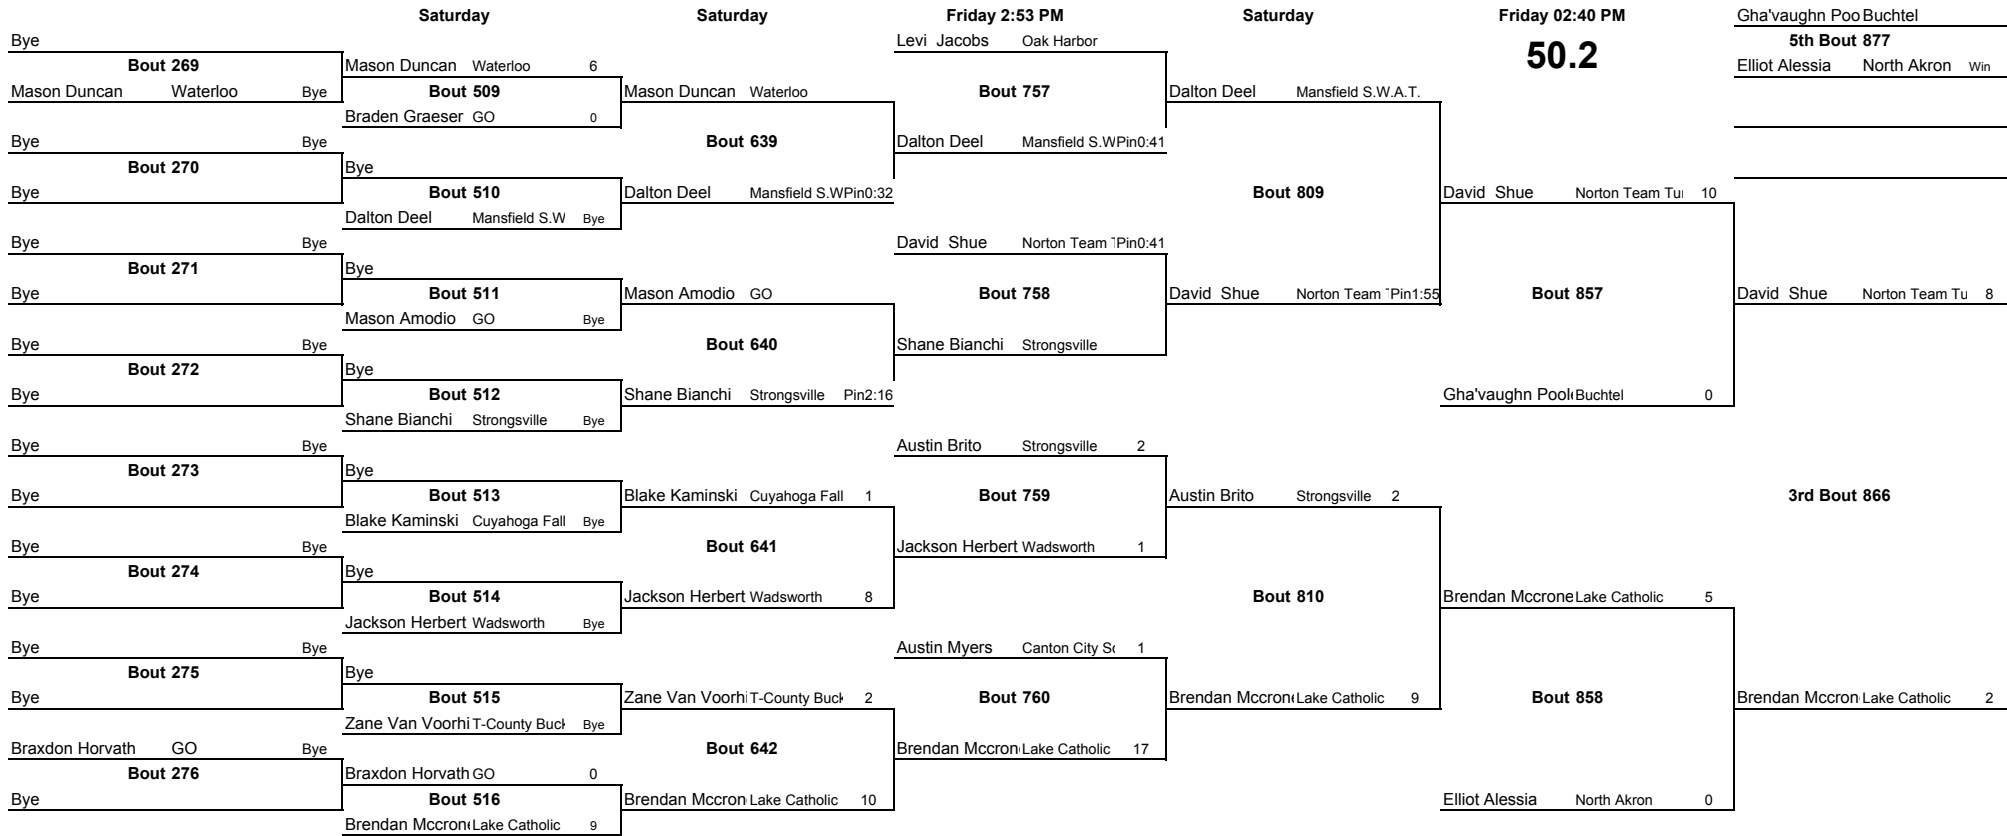 Saturday Saturday Friday 2:53 PM Saturday Friday 02:40 PM Gha'vaughn Poo Buchtel
Bye Levi Jacobs Oak Harbor 50.2 5th Bout 877
Bout 269 Mason Duncan Waterloo 6 Elliot Alessia North Akron Win
Mason Duncan Waterloo Bye Bout 509 Mason Duncan Waterloo Bout 757 Dalton Deel Mansfield S.W.A.T.
Braden Graeser GO 0
Bye Bye Bout 639 Dalton Deel Mansfield S.W Pin0:41
Bout 270 Bye
Bye Bout 510 Dalton Deel Mansfield S.W Pin0:32 Bout 809 David Shue Norton Team Tu 10
Dalton Deel Mansfield S.W Bye
Bye Bye David Shue Norton Team Pin0:41
Bout 271 Bye
Bye Bout 511 Mason Amodio GO Bout 758 David Shue Norton Team Pin1:55 Bout 857 David Shue Norton Team Tu 8
Mason Amodio GO Bye
Bye Bye Bout 640 Shane Bianchi Strongsville
Bout 272 Bye
Bye Bout 512 Shane Bianchi Strongsville Pin2:16 Gha'vaughn Pool Buchtel 0
Shane Bianchi Strongsville Bye
Bye Bye Austin Brito Strongsville 2
Bout 273 Bye
Bye Bout 513 Blake Kaminski Cuyahoga Fall 1 Bout 759 Austin Brito Strongsville 2 3rd Bout 866
Blake Kaminski Cuyahoga Fall Bye
Bye Bye Bout 641 Jackson Herbert Wadsworth 1
Bout 274 Bye
Bye Bout 514 Jackson Herbert Wadsworth 8 Bout 810 Brendan Mccrone Lake Catholic 5
Jackson Herbert Wadsworth Bye
Bye Bye Austin Myers Canton City Sc 1
Bout 275 Bye
Bye Bout 515 Zane Van Voorhi T-County Buck 2 Bout 760 Brendan Mccron Lake Catholic 9 Bout 858 Brendan Mccron Lake Catholic 2
Zane Van Voorhi T-County Buck Bye
Braxdon Horvath GO Bye Bout 642 Brendan Mccron Lake Catholic 17
Bout 276 Braxdon Horvath GO 0
Bye Bout 516 Brendan Mccron Lake Catholic 10 Elliot Alessia North Akron 0
Brendan Mccron Lake Catholic 9